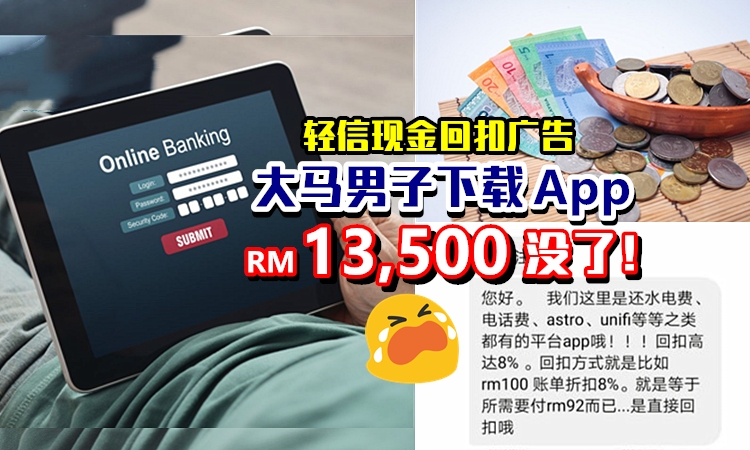 轻信现金回扣广告
大马男子下载 App
RM 13,500 没了!
Online Banking
Login:
Password:
Security Code:
SUBMIT
您好。 我们这里是还水电费、
电话费、astro、unifi等等之类
都有的平台app哦!!!回扣高
达8% 。回扣方式就是比如
rm100 账单折扣8%。就是等于
所需要付rm92而已...是直接回
扣哦